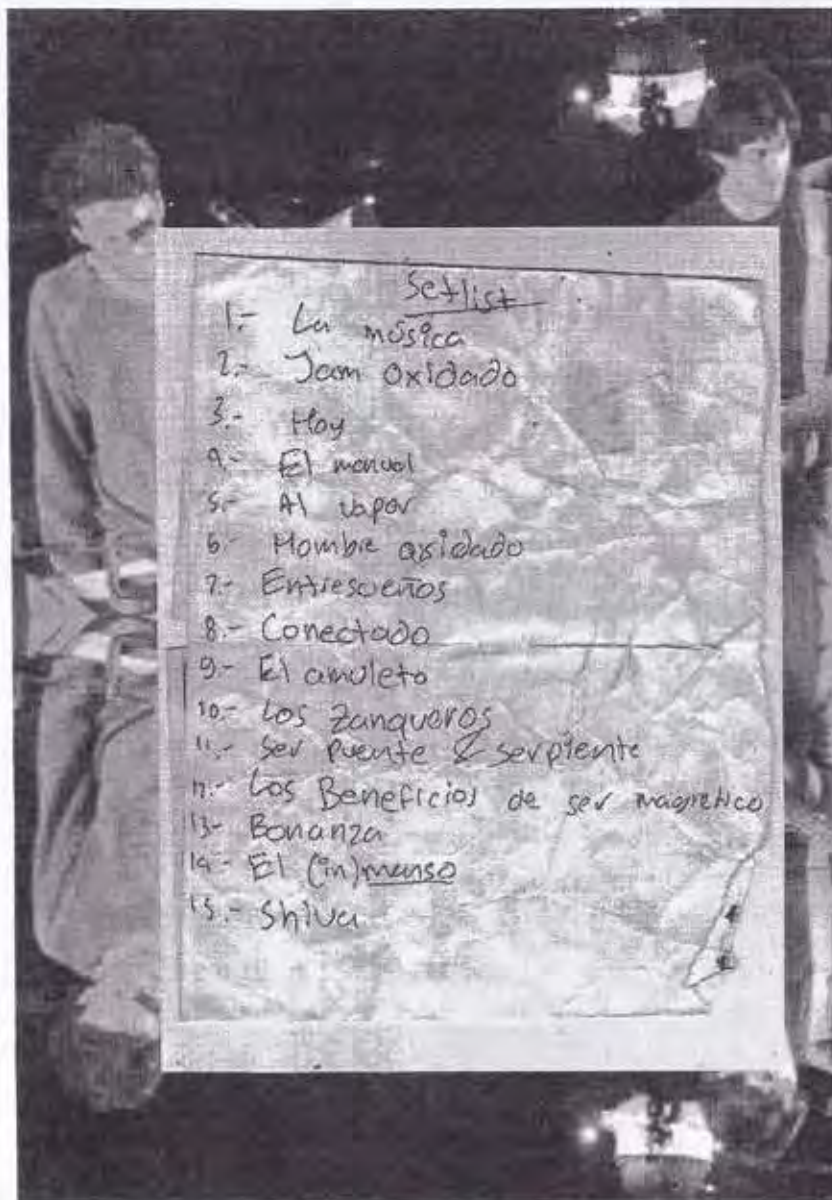 Setlist
1.- La música
2.- Jam oxidado
3.- Hoy
4.- El manual
5.- Al vapor
6.- Hombre oxidado
7.- Entresueños
8.- Conectado
9.- El amuleto
10.- Los Zanqueros
11.- Ser puente & serpiente
12.- Los Beneficios de ser magnetico
13.- Bonanza
14.- El (in)manso
15.- Shiva